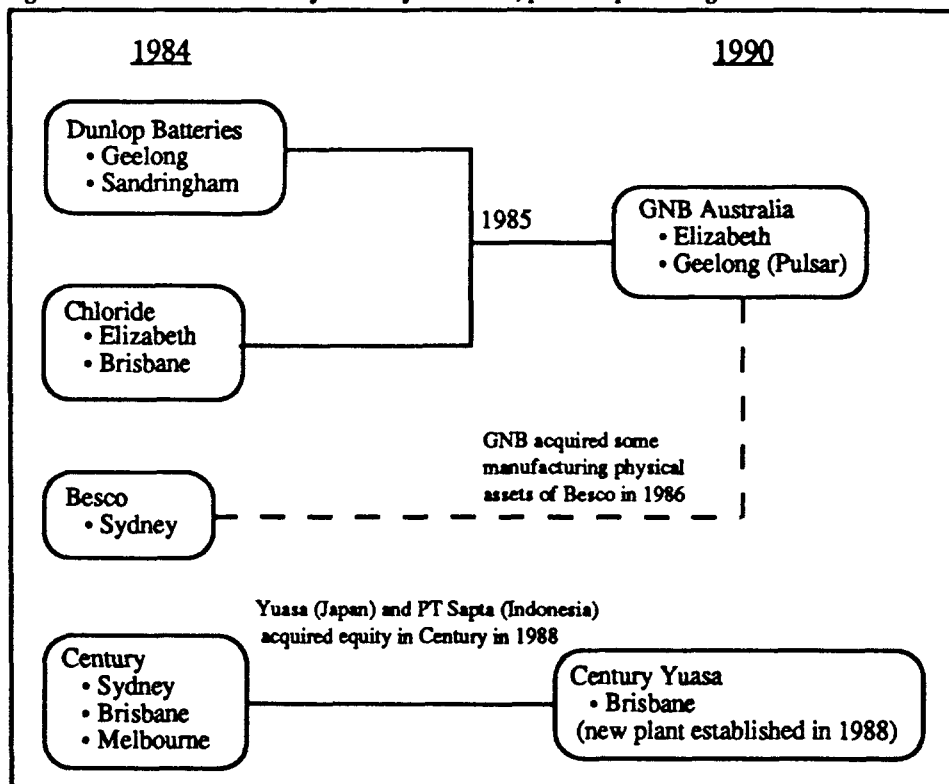 1984
1990
Dunlop Batteries
• Geelong
• Sandringham
1985
GNB Australia
• Elizabeth
• Geelong (Pulsar)
Chloride
• Elizabeth
• Brisbane
GNB acquired some
manufacturing physical
assets of Besco in 1986
Besco
• Sydney
Yuasa (Japan) and PT Sapta (Indonesia)
acquired equity in Century in 1988
Century
• Sydney
• Brisbane
• Melbourne
Century Yuasa
• Brisbane
(new plant established in 1988)